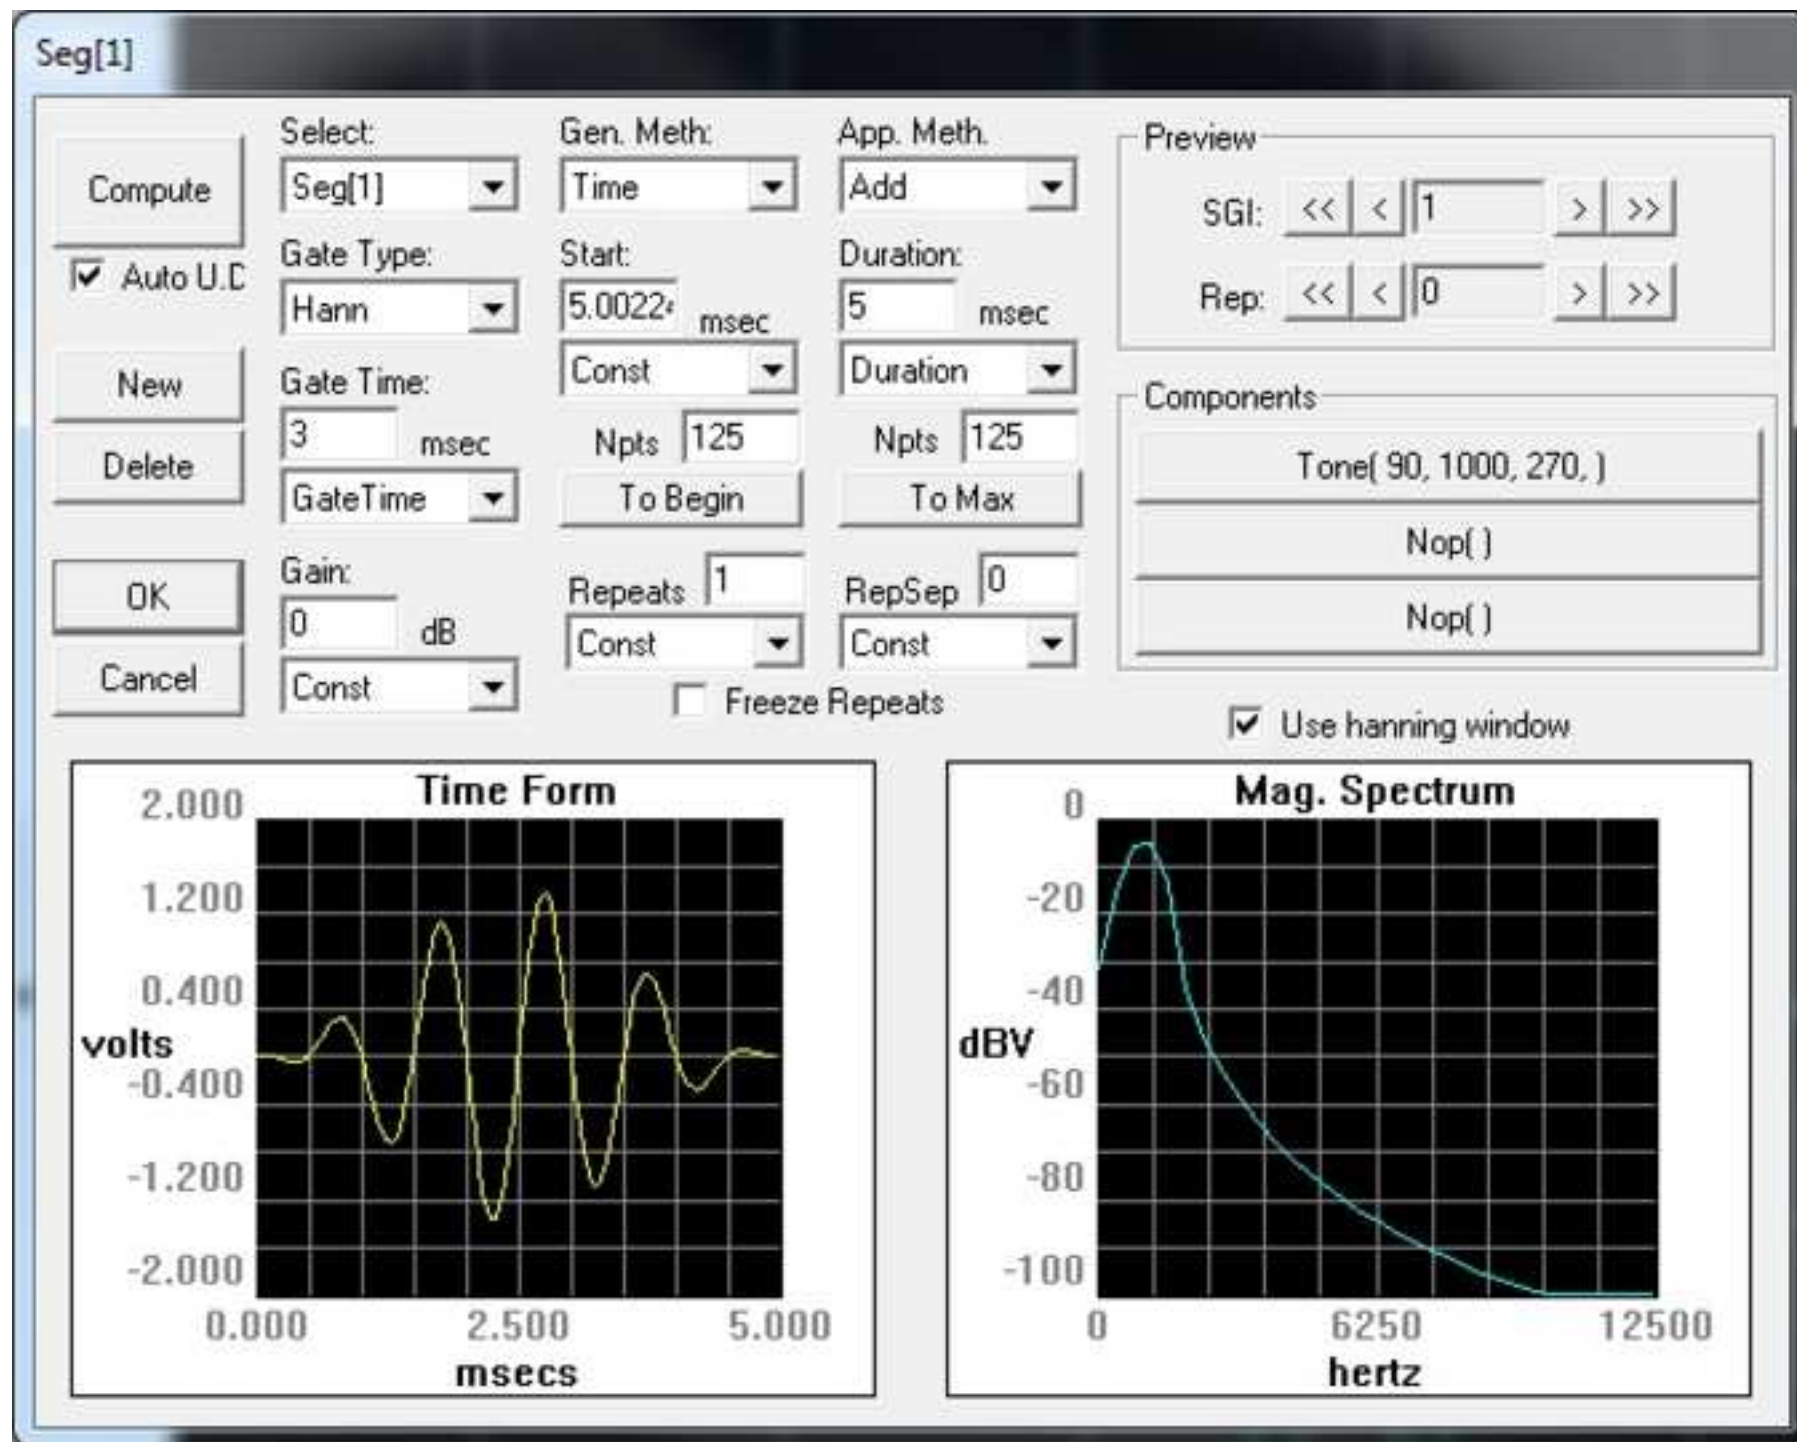 Seg[1]
Compute
Auto U.D
New
Delete
OK
Cancel
Select:
Seg[1]
Gate Type:
Hann
Gate Time:
3 msec
GateTime
Gain:
0 dB
Const
Gen. Meth:
Time
Start:
5.0022 msec
Const
Npts 125
To Begin
Repeats 1
Const
App. Meth.
Add
Duration:
5 msec
Duration
Npts 125
To Max
RepSep 0
Const
Freeze Repeats
Preview
SGI: << < 1 > >>
Rep: << < 0 > >>
Components
Tone( 90, 1000, 270, )
Nop( )
Nop( )
Use hanning window
Time Form
2.000
1.200
0.400
volts
-0.400
-1.200
-2.000
0.000 2.500 5.000
msecs
Mag. Spectrum
0
-20
-40
dBV
-60
-80
-100
0 6250 12500
hertz